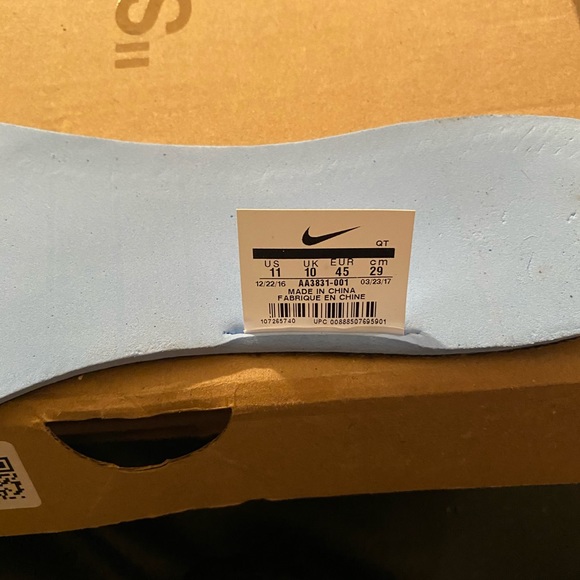 SII
QT
US UK EUR cm
11 10 45 29
12/22/16 AA3831-001 03/23/17
MADE IN CHINA
FABRIQUE EN CHINE
107265740 UPC 00888507695901